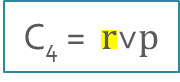 C₄ = r∨p